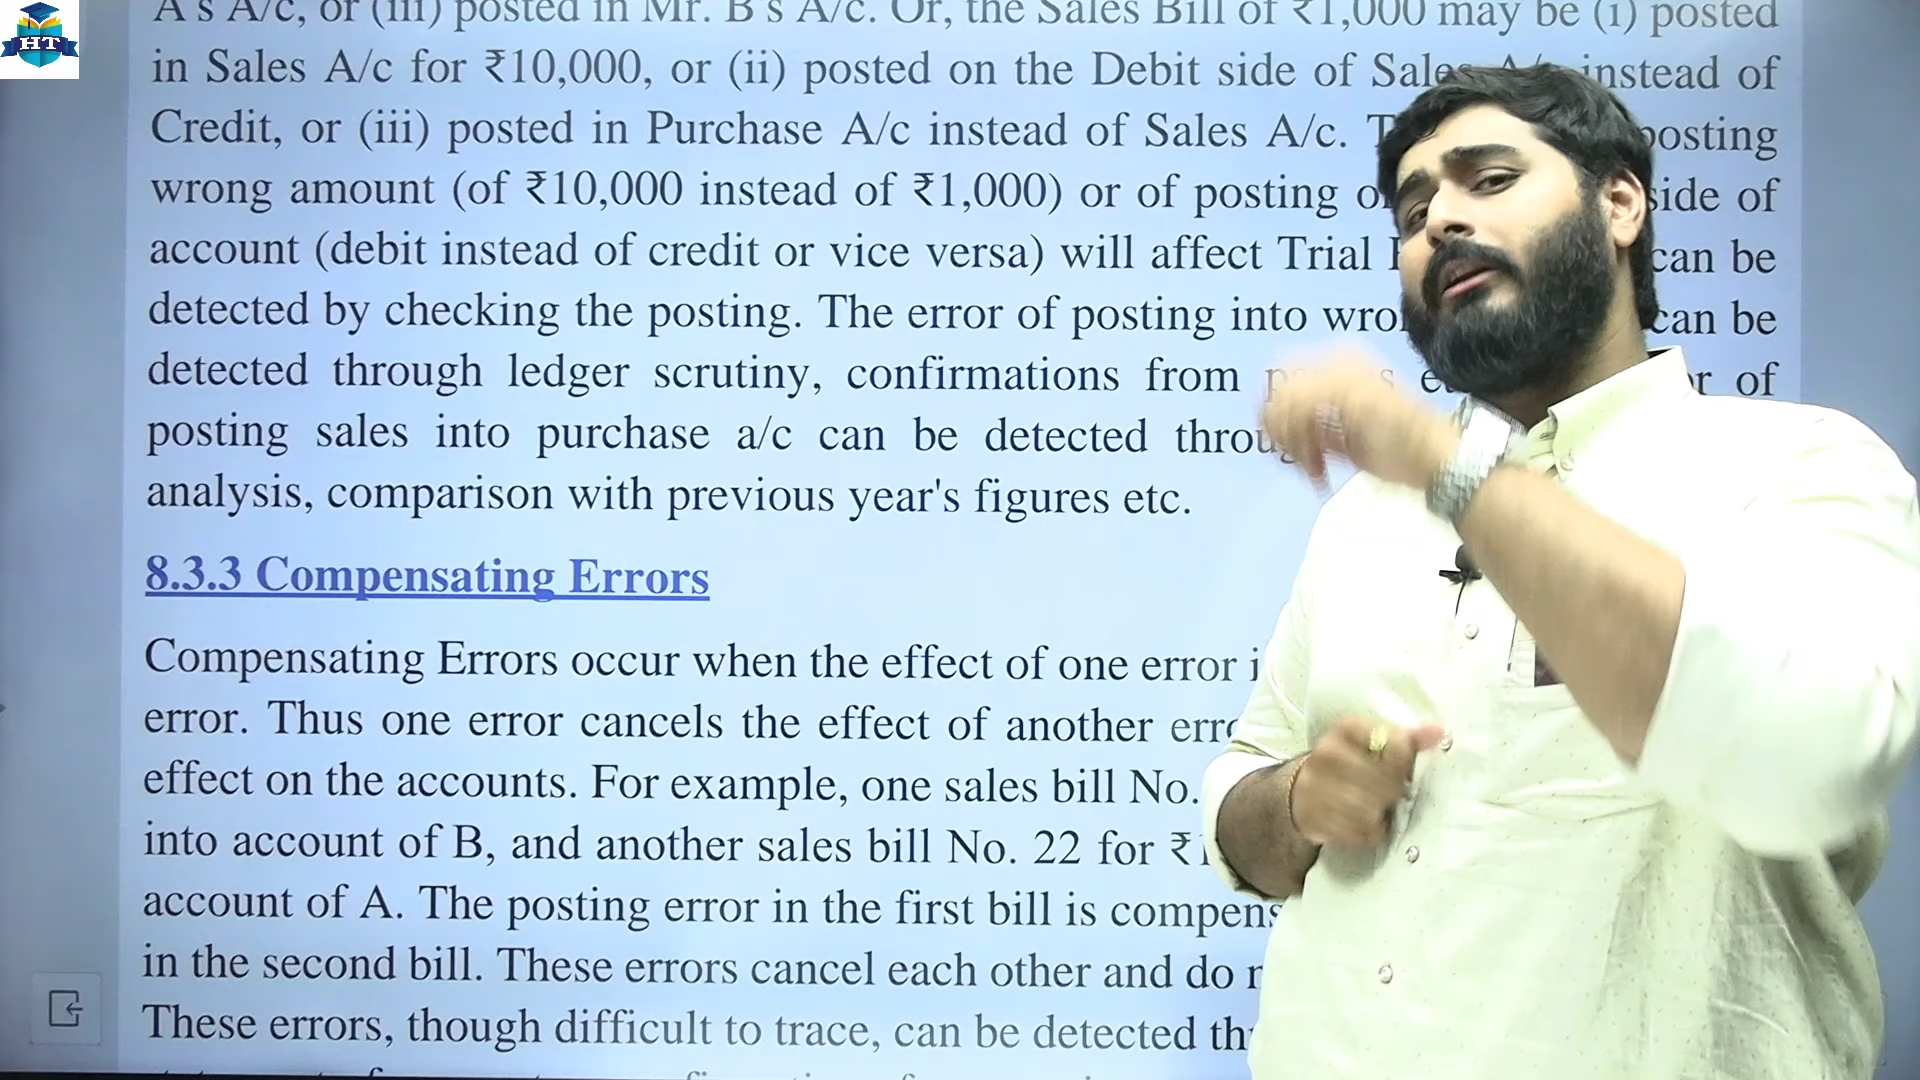 HT
A's A/c, or (iii) posted in Mr. B's A/c. Or, the Sales Bill of ₹1,000 may be (i) posted
in Sales A/c for ₹10,000, or (ii) posted on the Debit side of Sales A/c instead of
Credit, or (iii) posted in Purchase A/c instead of Sales A/c. posting
wrong amount (of ₹10,000 instead of ₹1,000) or of posting side of
account (debit instead of credit or vice versa) will affect Trial can be
detected by checking the posting. The error of posting into can be
detected through ledger scrutiny, confirmations from of
posting sales into purchase a/c can be detected
analysis, comparison with previous year's figures etc.
8.3.3 Compensating Errors
Compensating Errors occur when the effect of one error
error. Thus one error cancels the effect of another
effect on the accounts. For example, one sales bill No.
into account of B, and another sales bill No. 22 for
account of A. The posting error in the first bill is
in the second bill. These errors cancel each other and do
These errors, though difficult to trace, can be detected